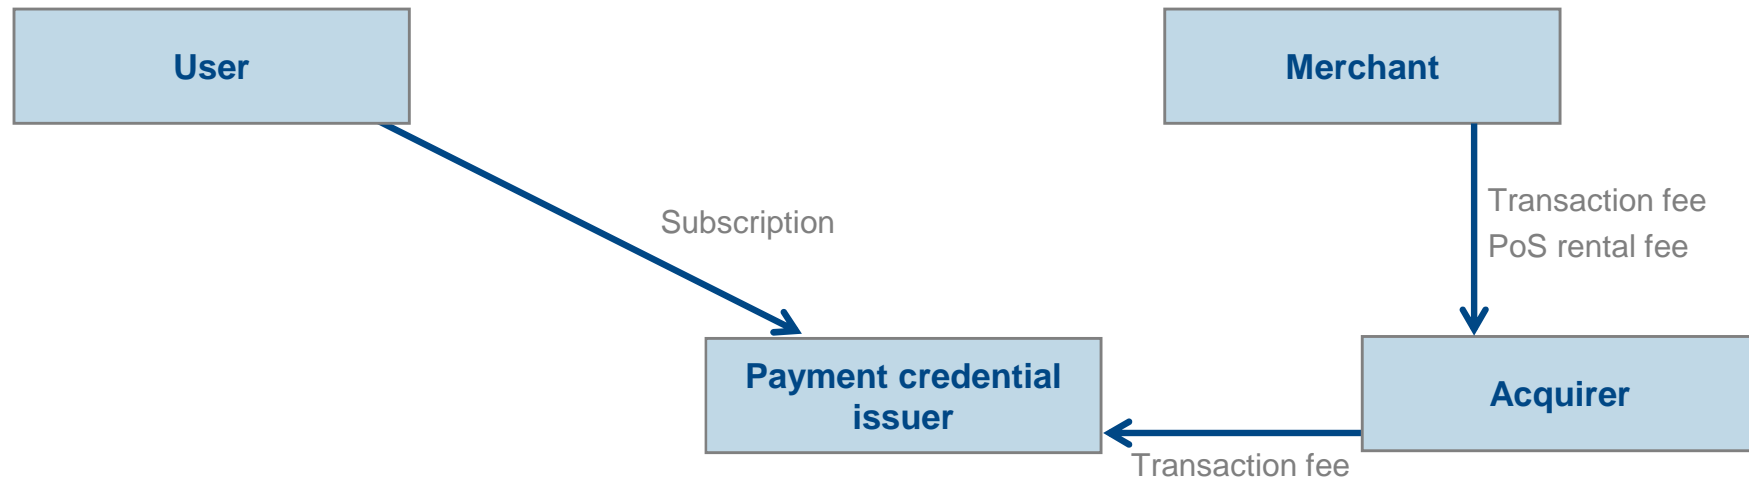 User
Merchant
Subscription
Transaction fee
PoS rental fee
Payment credential
issuer
Acquirer
Transaction fee